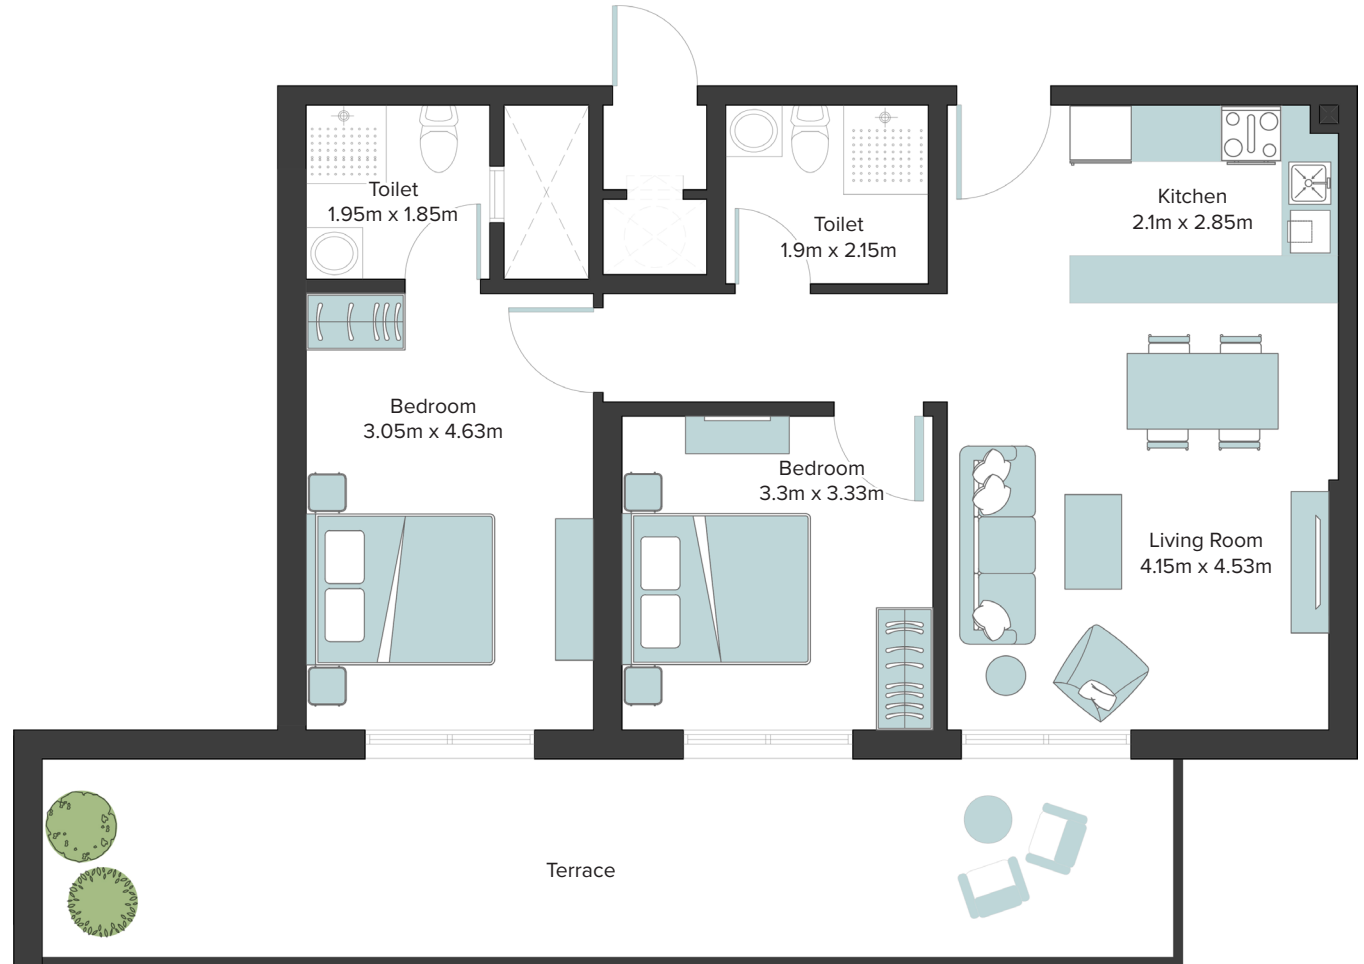 Toilet
1.95m x 1.85m
Toilet
1.9m x 2.15m
Kitchen
2.1m x 2.85m
Bedroom
3.05m x 4.63m
Bedroom
3.3m x 3.33m
Living Room
4.15m x 4.53m
Terrace